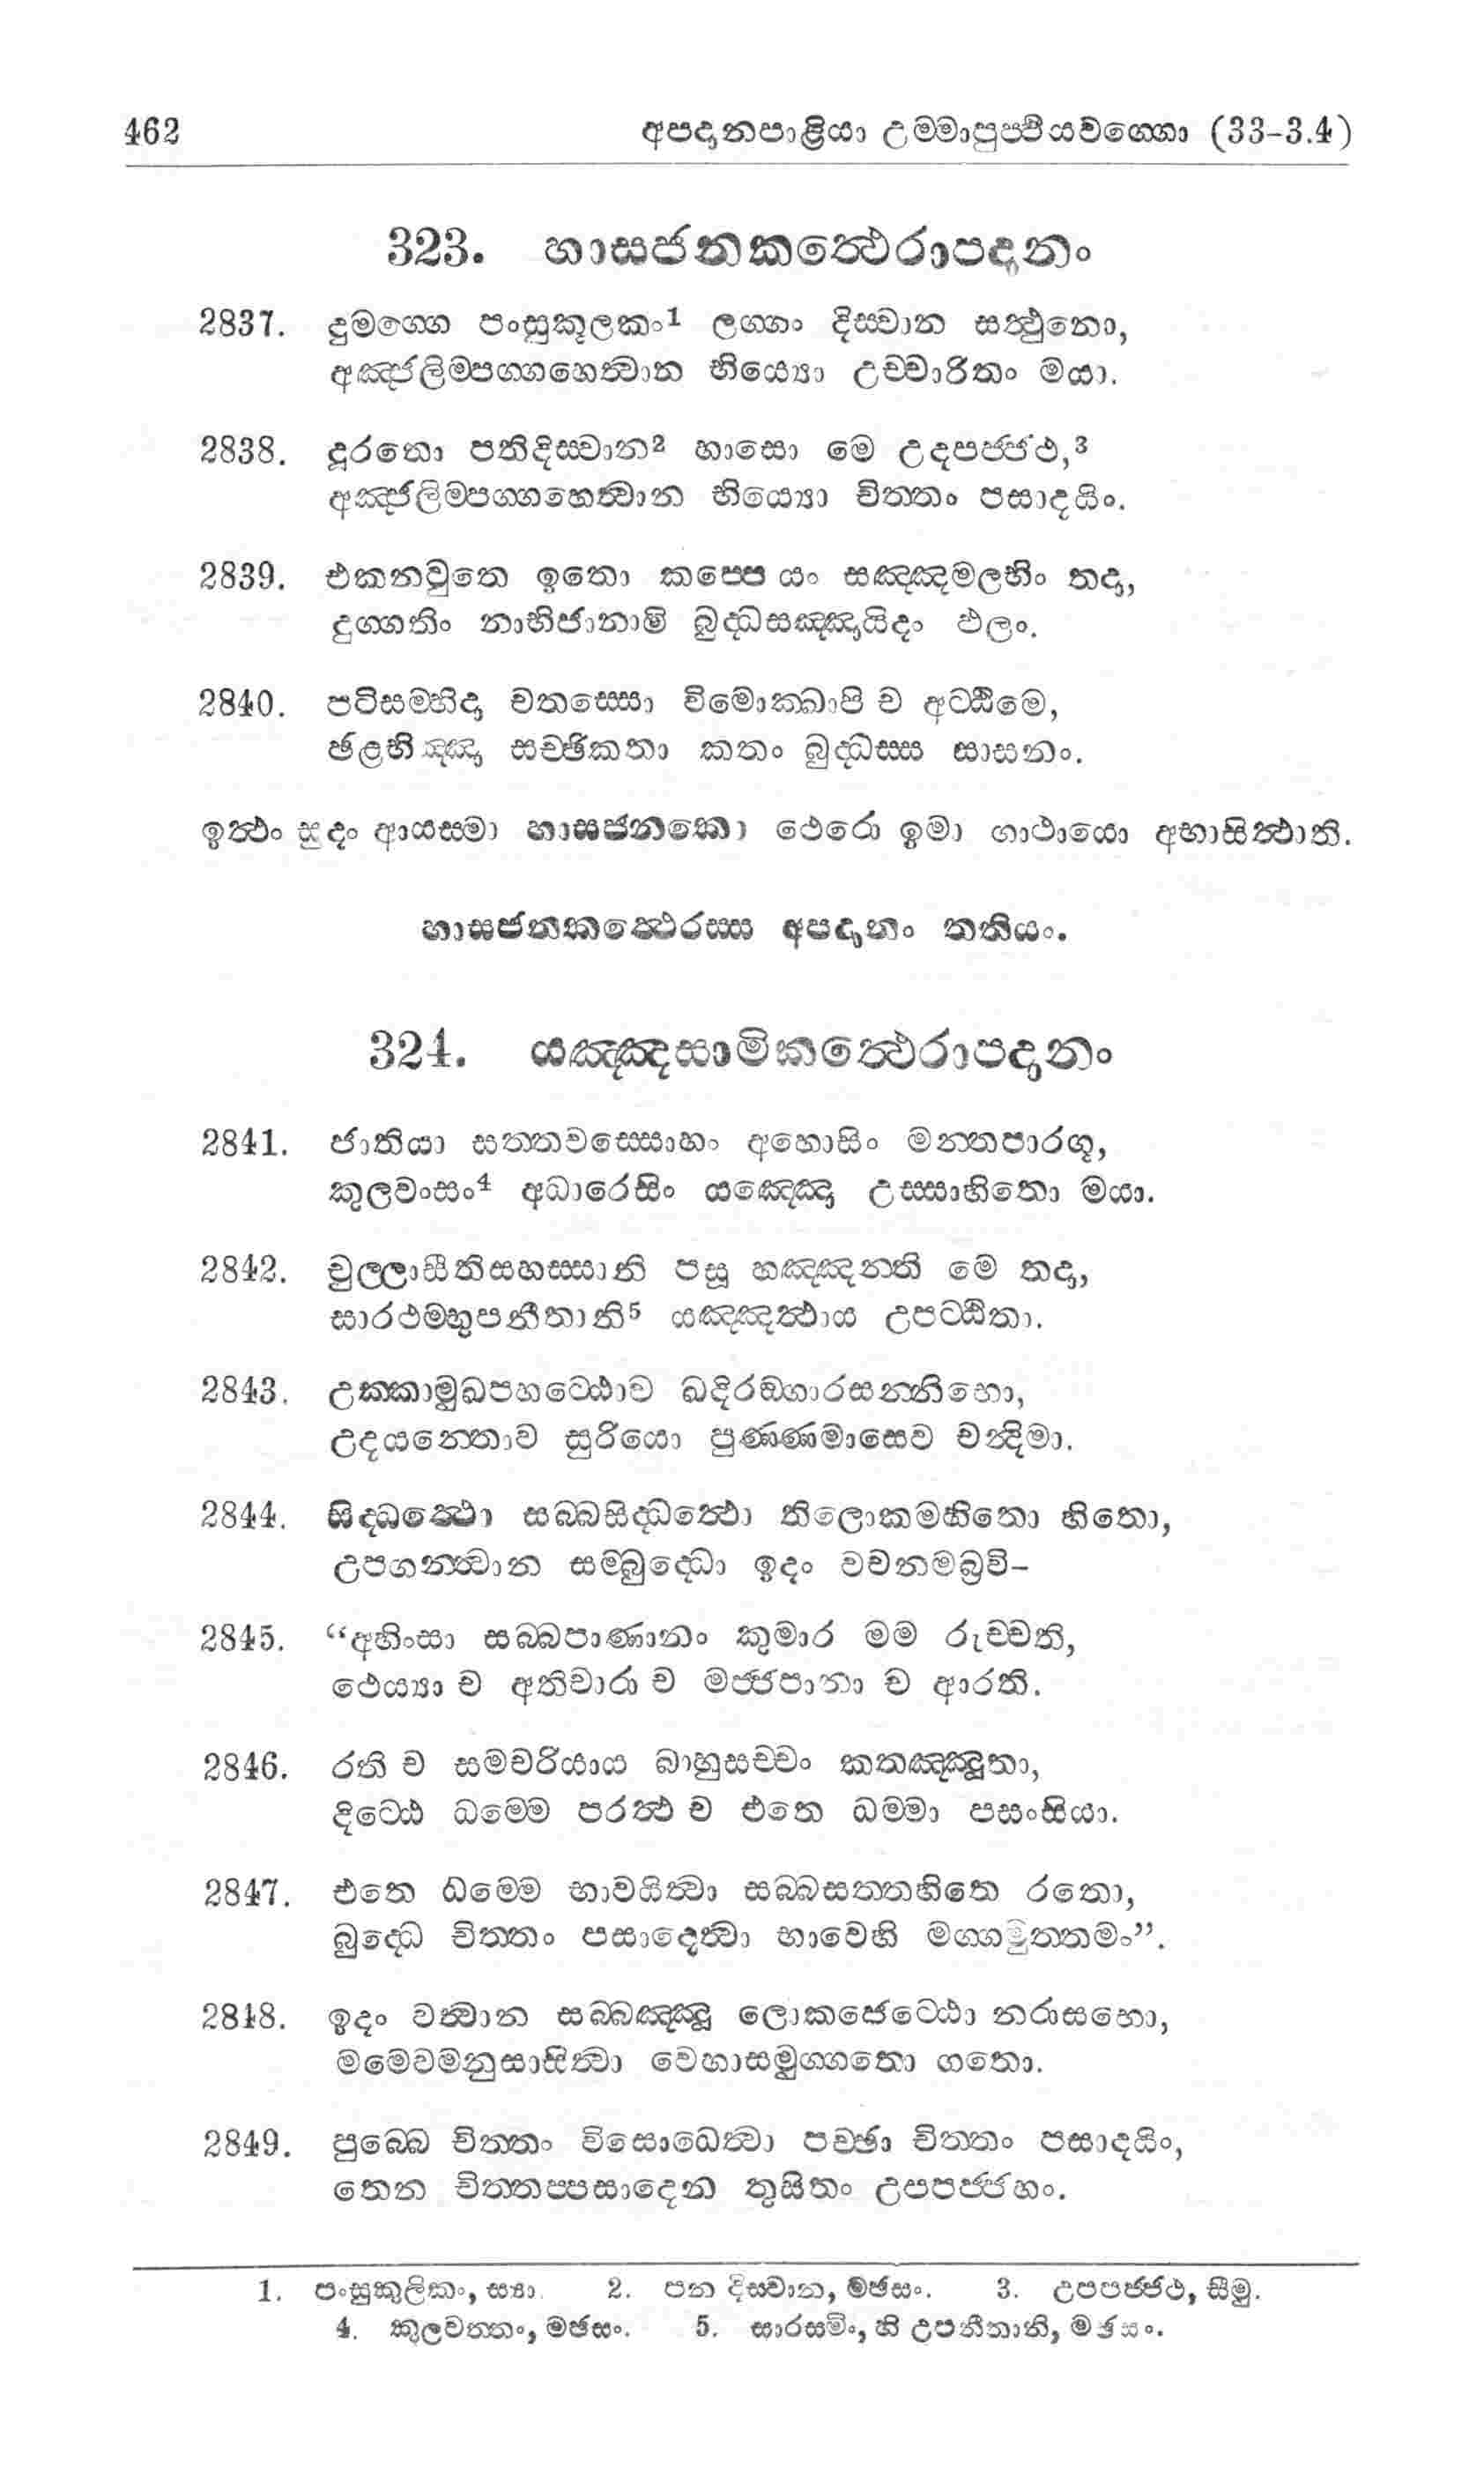 462 අපදානපාළියා උම්මාපුප්ඵියවග්ගො (33-3.4)
323. හාසජනකත්ථෙරාපදානං
2837. දුමග්ගෙ පංසුකූලකං¹ ලග්ගං දිස්වාන සත්ථුනො,
අඤ්ජලිම්පග්ගහෙත්වාන භිය්‍යො උච්චාරිතං මයා.
2838. දූරතො පතිදිස්වාන² හාසො මෙ උදපජ්ජථ,³
අඤ්ජලිම්පග්ගහෙත්වාන භිය්‍යො චිත්තං පසාදයිං.
2839. එකනවුතෙ ඉතො කප්පෙ යං සඤ්ඤමලභිං තදා,
දුග්ගතිං නාභිජානාමි බුද්ධසඤ්ඤායිදං ඵලං.
2840. පටිසම්භිදා චතස්සො විමොක්ඛාපි ච අට්ඨිමෙ,
ඡළභිඤ්ඤා සච්ඡිකතා කතං බුද්ධස්ස සාසනං.
ඉත්ථං සුදං ආයස්මා හාසජනකො ථෙරො ඉමා ගාථායො අභාසිත්ථාති.
හාසජනකත්ථෙරස්ස අපදානං තතියං.
324. යඤ්ඤසාමිකත්ථෙරාපදානං
2841. ජාතියා සත්තවස්සොහං අහොසිං මන්තපාරගූ,
කුලවංසං⁴ අධාරෙසිං යඤ්ඤො උස්සාහිතො මයා.
2842. චුල්ලාසීතිසහස්සානි පසූ හඤ්ඤන්ති මෙ තදා,
සාරථම්භුපනීතානි⁵ යඤ්ඤත්ථාය උපට්ඨිතා.
2843. උක්කාමුඛපහට්ඨොව ඛදිරඞ්ගාරසන්නිභො,
උදයන්තොව සුරියො පුණ්ණමාසෙව චන්දිමා.
2844. සිද්ධත්ථො සබ්බසිද්ධත්ථො තිලොකමහිතො හිතො,
උපගන්ත්වාන සම්බුද්ධො ඉදං වචනමබ්‍රවි-
2845. “අහිංසා සබ්බපාණානං කුමාර මම රුච්චති,
ථෙය්‍යා ච අතිචාරා ච මජ්ජපානා ච ආරති.
2846. රති ච සමචරියාය බාහුසච්චං කතඤ්ඤුතා,
දිට්ඨෙ ධම්මෙ පරත්ථ ච එතෙ ධම්මා පසංසියා.
2847. එතෙ ධම්මෙ භාවයිත්වා සබ්බසත්තහිතෙ රතො,
බුද්ධෙ චිත්තං පසාදෙත්වා භාවෙහි මග්ගමුත්තමං”.
2848. ඉදං වත්වාන සබ්බඤ්ඤූ ලොකජෙට්ඨො නරාසභො,
මමෙවමනුසාසිත්වා වෙහාසමුග්ගතො ගතො.
2849. පුබ්බෙ චිත්තං විසොධෙත්වා පච්ඡා චිත්තං පසාදයිං,
තෙන චිත්තප්පසාදෙන තුසිතං උපපජ්ජහං.
1. පංසුකුලිකං, ස්‍යා. 2. පන දිස්වාන, මඡසං. 3. උපපජ්ජථ, සීමු.
4. කුලවත්තං, මඡසං. 5. සාරස්මිං, හි උපනීතානි, මඡසං.